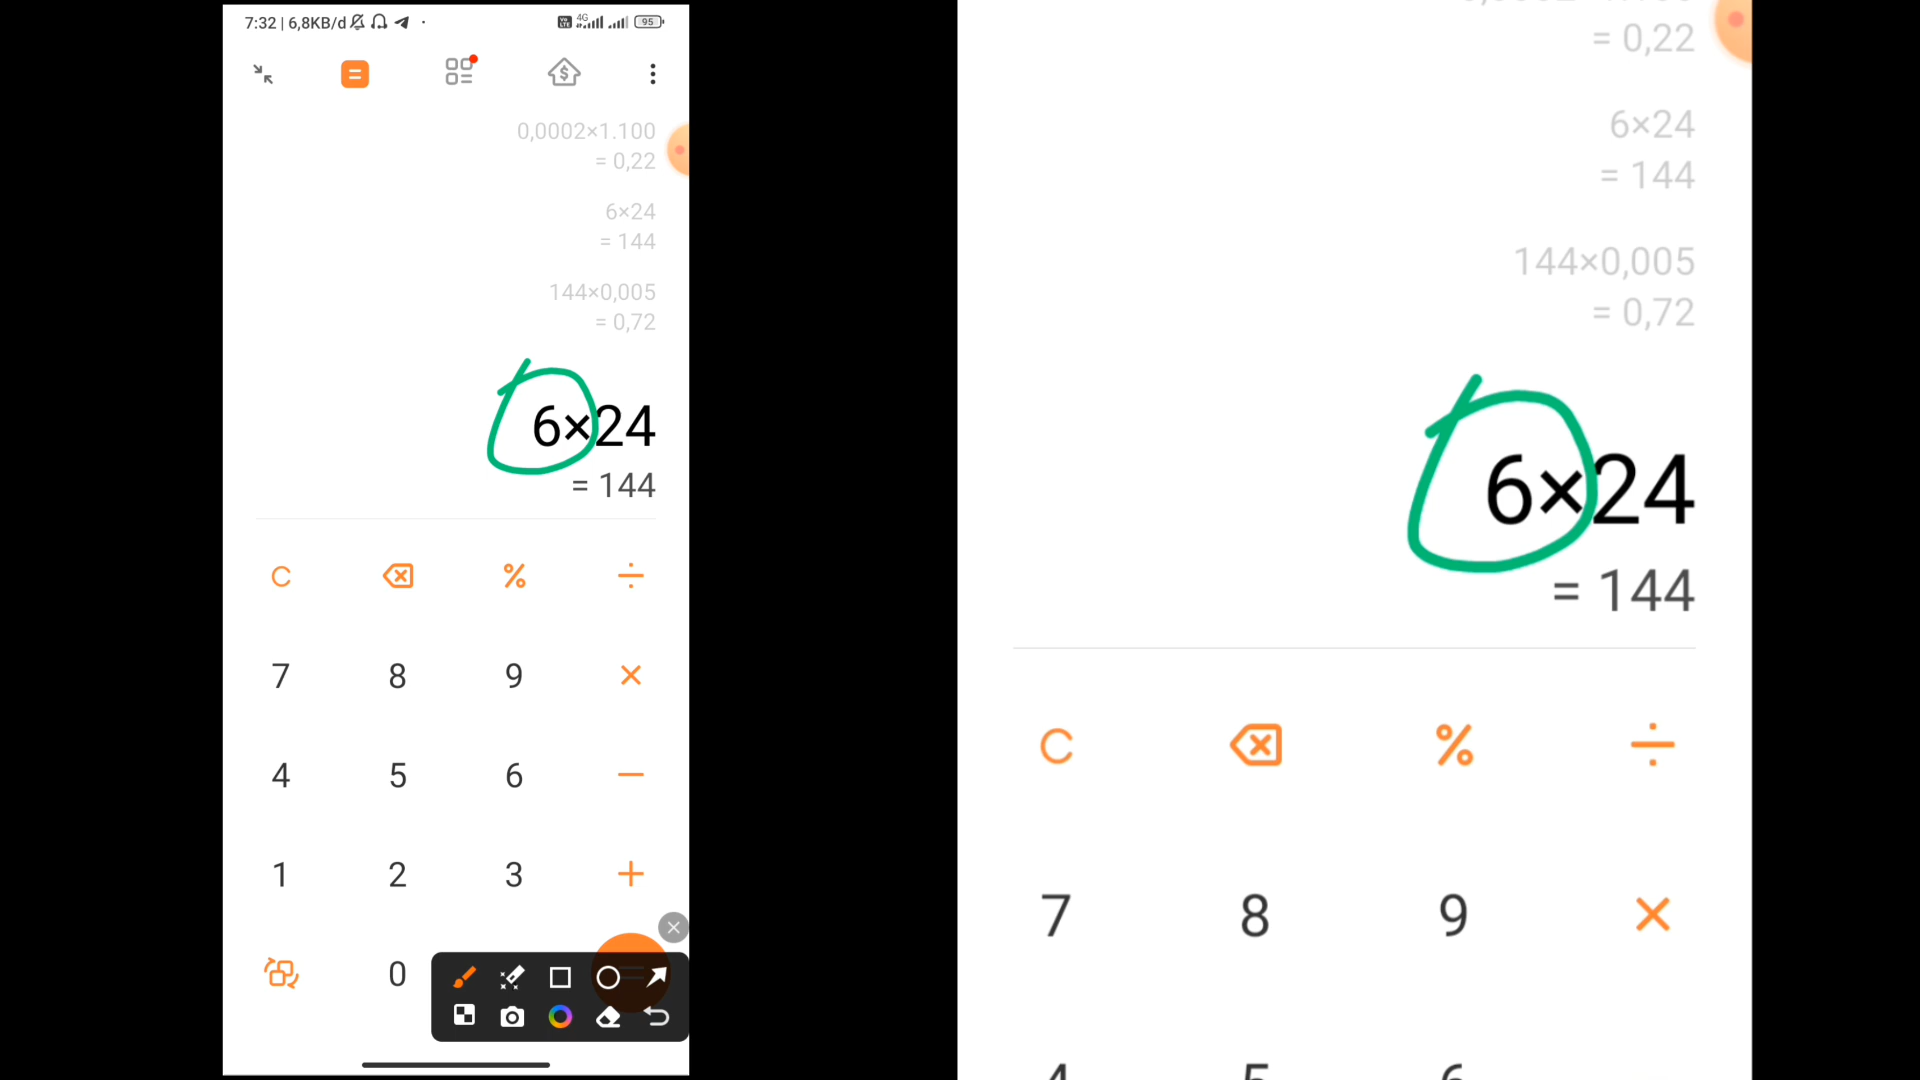 7:32 | 6,8KB/d
4G
95
0,0002×1.100
= 0,22
6×24
= 144
144×0,005
= 0,72
6×24
= 144
C % ÷
7 8 9 ×
4 5 6 −
1 2 3 +
0
= 0,22
6×24
= 144
144×0,005
= 0,72
6×24
= 144
C % ÷
7 8 9 ×